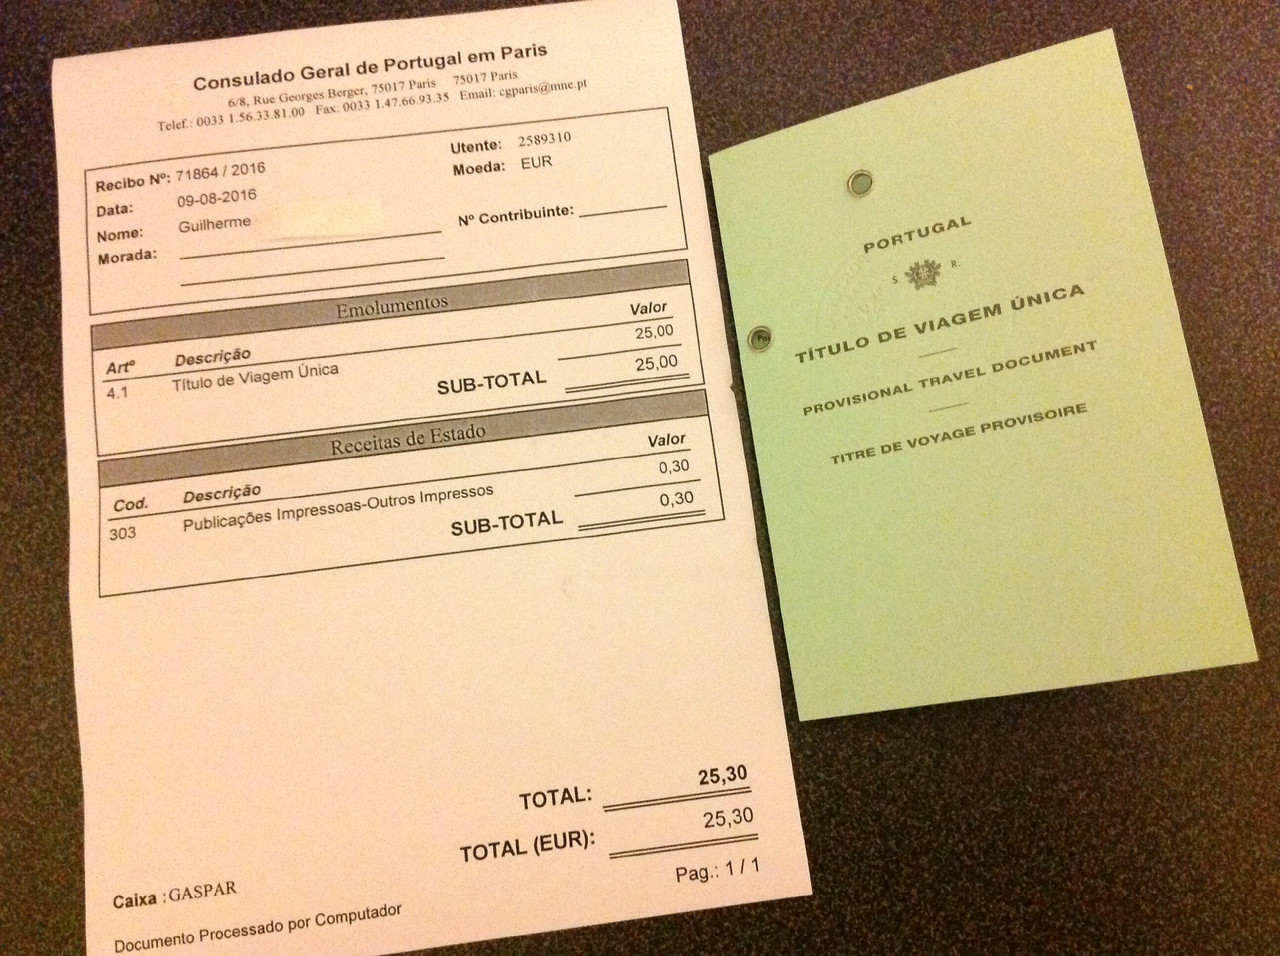 Consulado Geral de Portugal em Paris
6/8, Rue Georges Berger, 75017 Paris 75017 Paris
Telef.: 0033 1.56.33.81.00 Fax: 0033 1.47.66.93.35 Email: cgparis@mne.pt
Recibo Nº: 71864 / 2016
Utente: 2589310
Data: 09-08-2016
Moeda: EUR
Nome: Guilherme
Nº Contribuinte:
Morada:
Emolumentos
Artº Descrição Valor
4.1 Título de Viagem Única 25,00
SUB-TOTAL 25,00
Receitas de Estado
Cod. Descrição Valor
303 Publicações Impressoas-Outros Impressos 0,30
SUB-TOTAL 0,30
TOTAL: 25,30
TOTAL (EUR): 25,30
Pag.: 1 / 1
Caixa :GASPAR
Documento Processado por Computador
PORTUGAL
S. R.
TÍTULO DE VIAGEM ÚNICA
PROVISIONAL TRAVEL DOCUMENT
TITRE DE VOYAGE PROVISOIRE